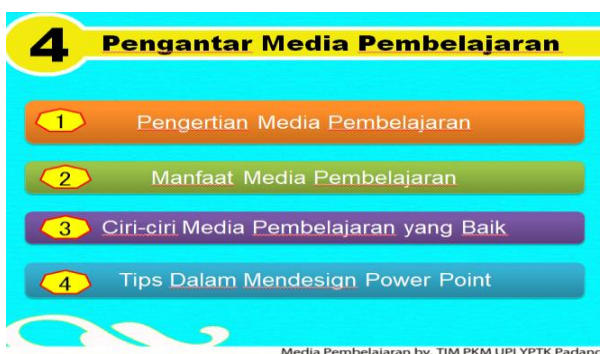 4 Pengantar Media Pembelajaran
1 Pengertian Media Pembelajaran
2 Manfaat Media Pembelajaran
3 Ciri-ciri Media Pembelajaran yang Baik
4 Tips Dalam Mendesign Power Point
Media Pembelajaran by. TIM PKM UPI YPTK Padang